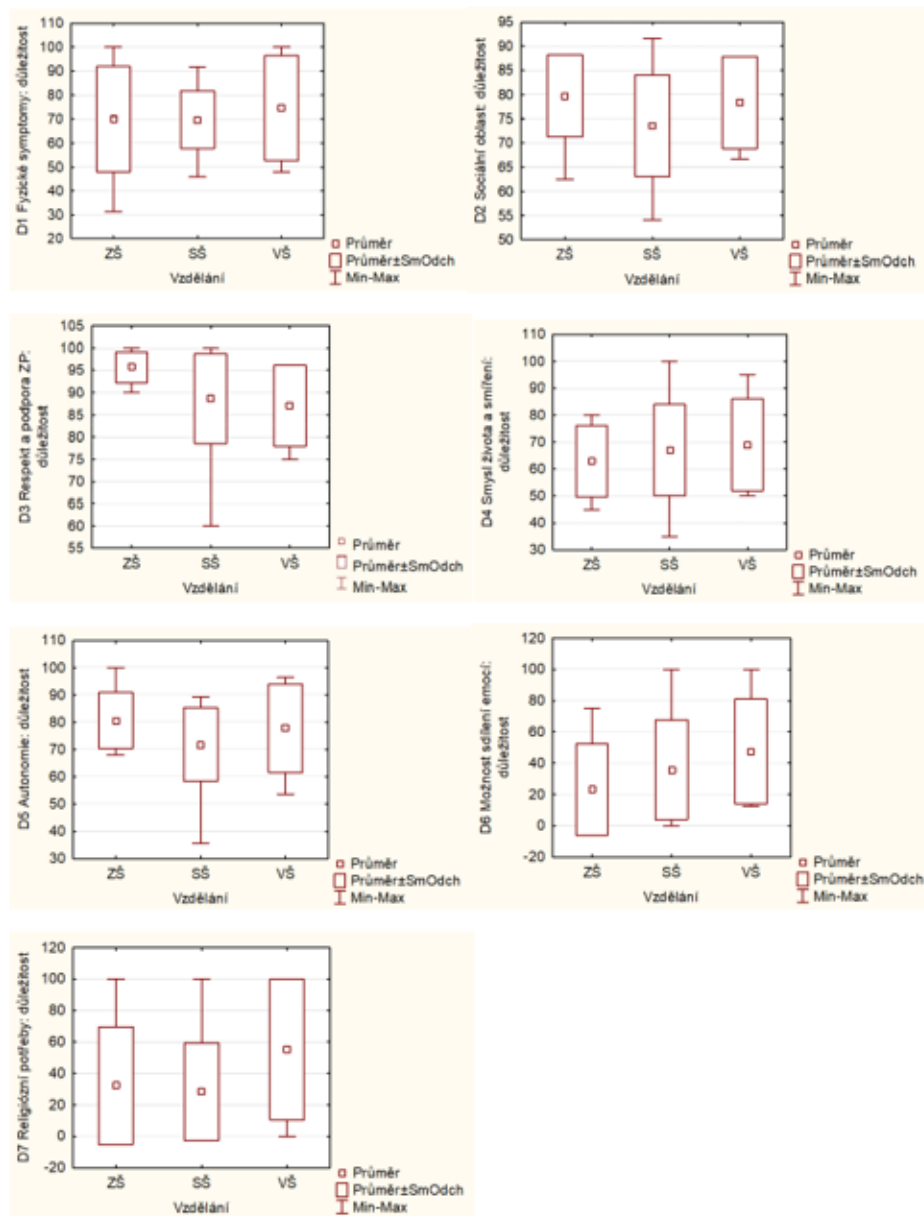 D1 Fyzické symptomy: důležitost
110
100
90
80
70
60
50
40
30
20
ZŠ SŠ VŠ
Vzdělání
Průměr
Průměr±SmOdch
Min-Max
D2 Sociální oblast: důležitost
95
90
85
80
75
70
65
60
55
50
ZŠ SŠ VŠ
Vzdělání
Průměr
Průměr±SmOdch
Min-Max
D3 Respekt a podpora ZP:
důležitost
105
100
95
90
85
80
75
70
65
60
55
ZŠ SŠ VŠ
Vzdělání
Průměr
Průměr±SmOdch
Min-Max
D4 Smysl života a smíření:
důležitost
110
100
90
80
70
60
50
40
30
ZŠ SŠ VŠ
Vzdělání
Průměr
Průměr±SmOdch
Min-Max
D5 Autonomie: důležitost
110
100
90
80
70
60
50
40
30
ZŠ SŠ VŠ
Vzdělání
Průměr
Průměr±SmOdch
Min-Max
D6 Možnost sdílení emocí:
důležitost
120
100
80
60
40
20
0
-20
ZŠ SŠ VŠ
Vzdělání
Průměr
Průměr±SmOdch
Min-Max
D7 Religiózní potřeby: důležitost
120
100
80
60
40
20
0
-20
ZŠ SŠ VŠ
Vzdělání
Průměr
Průměr±SmOdch
Min-Max